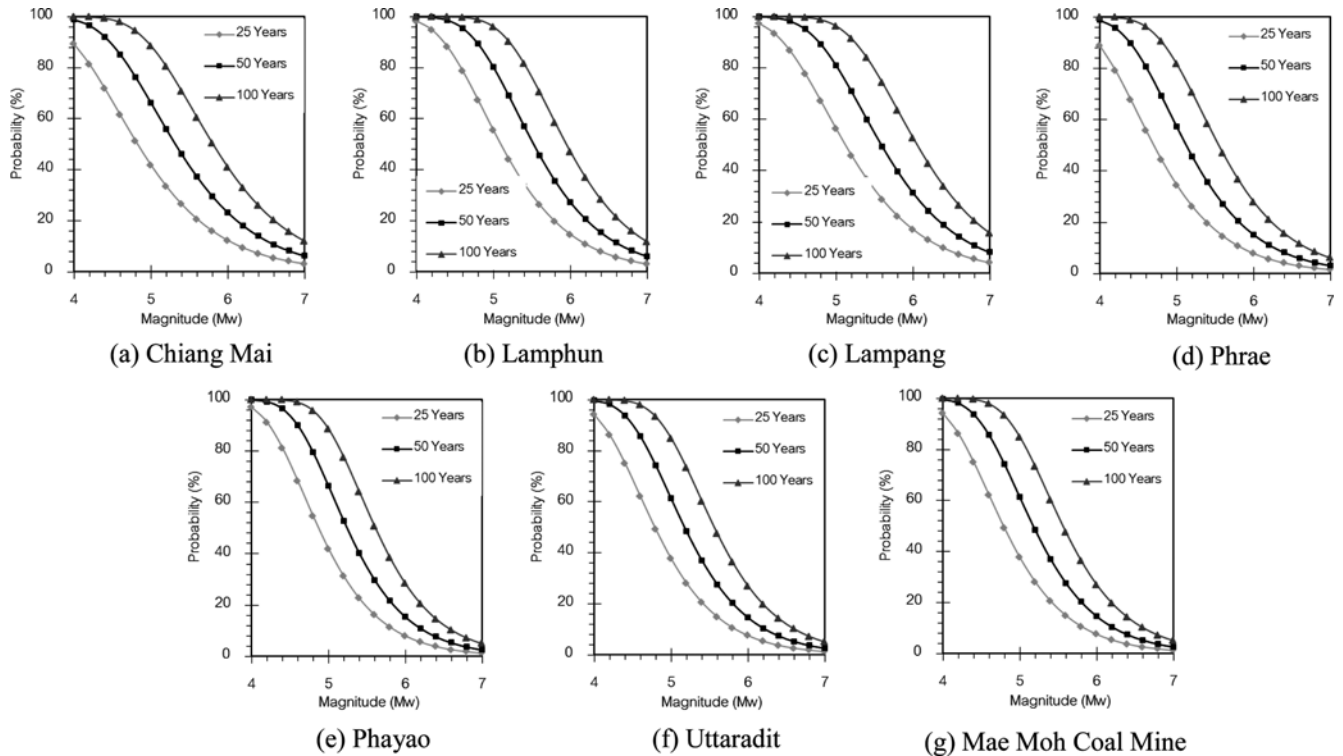 100
80
60
40
20
0
Probability (%)
25 Years
50 Years
100 Years
4 5 6 7
Magnitude (Mw)
(a) Chiang Mai
100
80
60
40
20
0
Probability (%)
25 Years
50 Years
100 Years
4 5 6 7
Magnitude (Mw)
(b) Lamphun
100
80
60
40
20
0
Probability (%)
25 Years
50 Years
100 Years
4 5 6 7
Magnitude (Mw)
(c) Lampang
100
80
60
40
20
0
Probability (%)
25 Years
50 Years
100 Years
4 5 6 7
Magnitude (Mw)
(d) Phrae
100
80
60
40
20
0
Probability (%)
25 Years
50 Years
100 Years
4 5 6 7
Magnitude (Mw)
(e) Phayao
100
80
60
40
20
0
Probability (%)
25 Years
50 Years
100 Years
4 5 6 7
Magnitude (Mw)
(f) Uttaradit
100
80
60
40
20
0
Probability (%)
25 Years
50 Years
100 Years
4 5 6 7
Magnitude (Mw)
(g) Mae Moh Coal Mine